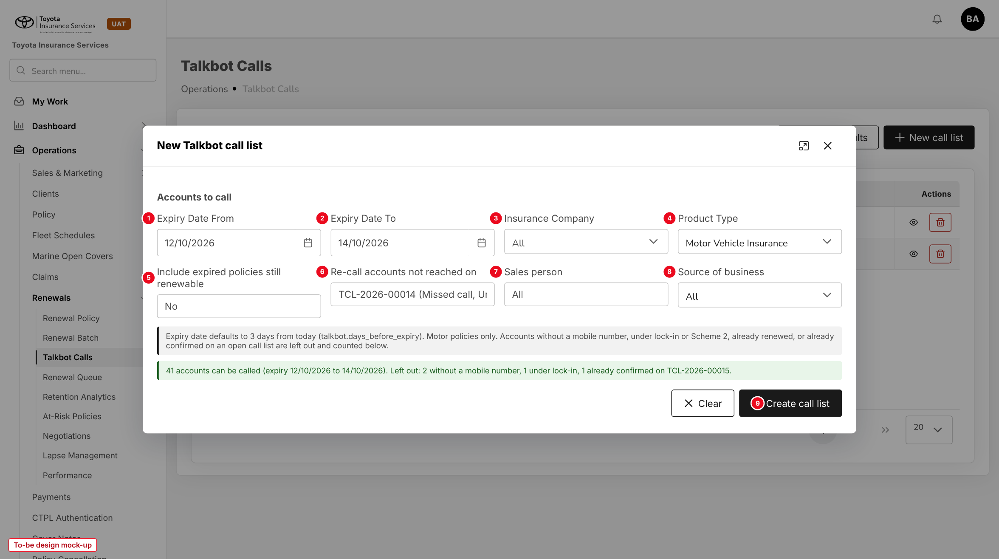 Toyota
Insurance Services
UAT
Toyota Insurance Services
Search menu...
My Work
Dashboard
Operations
Sales & Marketing
Clients
Policy
Fleet Schedules
Marine Open Covers
Claims
Renewals
Renewal Policy
Renewal Batch
Talkbot Calls
Renewal Queue
Retention Analytics
At-Risk Policies
Negotiations
Lapse Management
Performance
Payments
CTPL Authentication
To-be design mock-up
BA
Talkbot Calls
Operations • Talkbot Calls
New call list
Actions
New Talkbot call list
Accounts to call
1 Expiry Date From
12/10/2026
2 Expiry Date To
14/10/2026
3 Insurance Company
All
4 Product Type
Motor Vehicle Insurance
5 Include expired policies still
renewable
No
6 Re-call accounts not reached on
TCL-2026-00014 (Missed call, Ur
7 Sales person
All
8 Source of business
All
Expiry date defaults to 3 days from today (talkbot.days_before_expiry). Motor policies only. Accounts without a mobile number, under lock-in or Scheme 2, already renewed, or already
confirmed on an open call list are left out and counted below.
41 accounts can be called (expiry 12/10/2026 to 14/10/2026). Left out: 2 without a mobile number, 1 under lock-in, 1 already confirmed on TCL-2026-00015.
Clear
9 Create call list
20